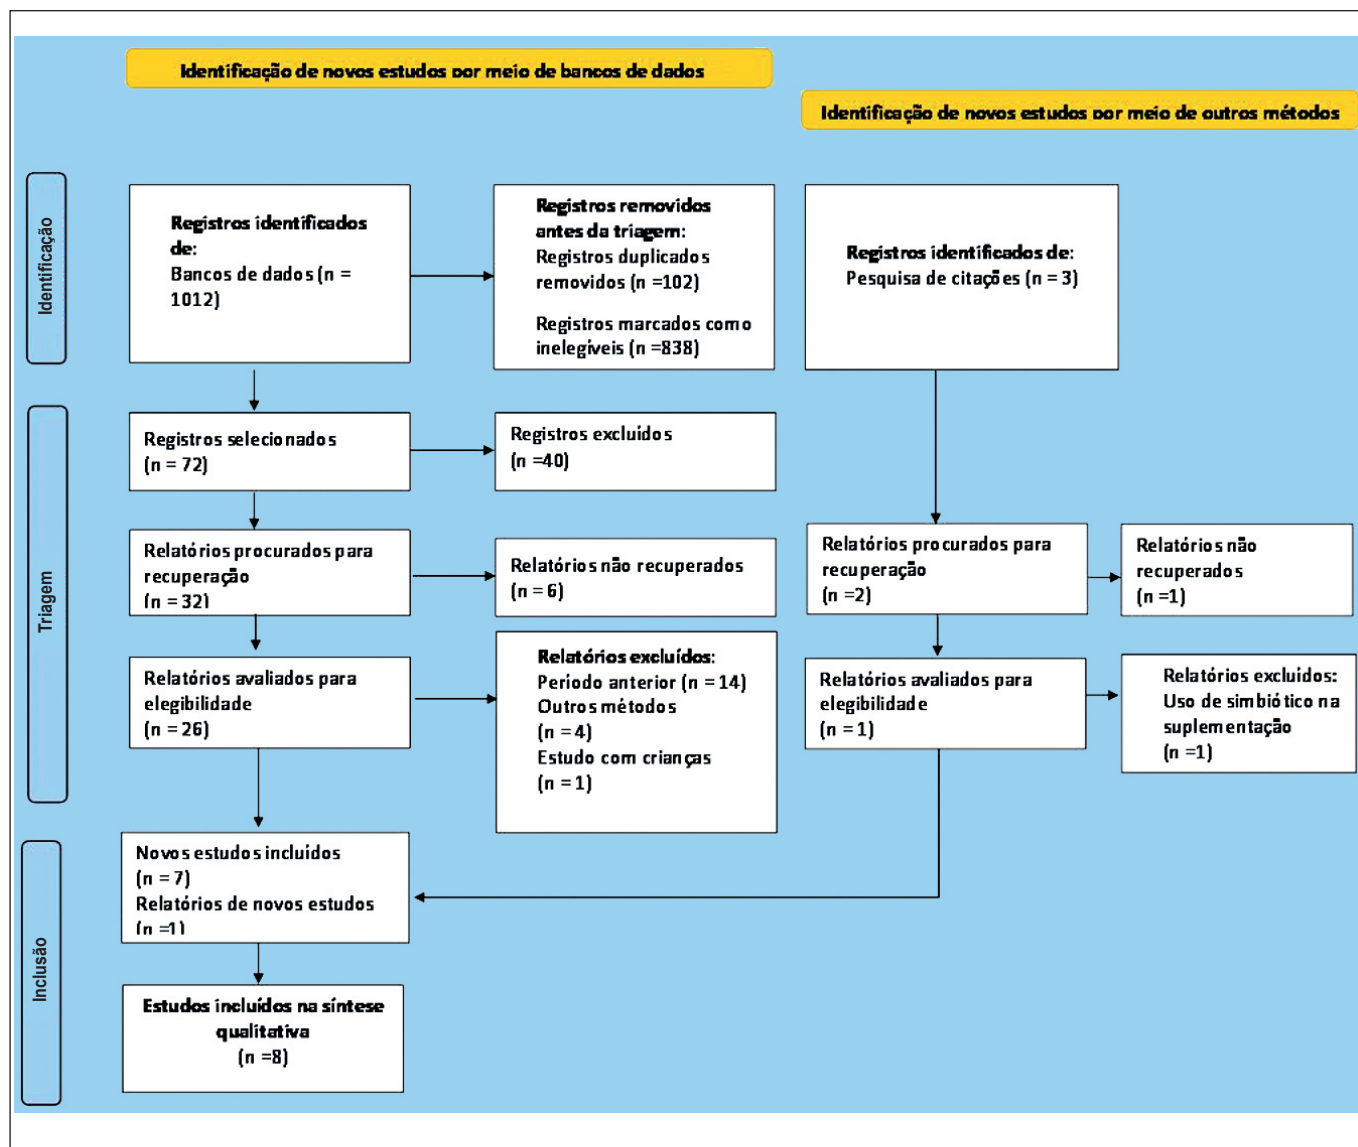 Identificação de novos estudos por meio de bancos de dados
Identificação de novos estudos por meio de outros métodos
Identificação
Registros identificados
de:
Bancos de dados (n =
1012)
Registros removidos
antes da triagem:
Registros duplicados
removidos (n =102)
Registros marcados como
inelegíveis (n =838)
Registros identificados de:
Pesquisa de citações (n = 3)
Triagem
Registros selecionados
(n = 72)
Registros excluídos
(n =40)
Relatórios procurados para
recuperação
(n = 32)
Relatórios não recuperados
(n = 6)
Relatórios procurados para
recuperação
(n =2)
Relatórios não
recuperados
(n =1)
Relatórios avaliados para
elegibilidade
(n = 26)
Relatórios excluídos:
Período anterior (n = 14)
Outros métodos
(n = 4)
Estudo com crianças
(n = 1)
Relatórios avaliados para
elegibilidade
(n = 1)
Relatórios excluídos:
Uso de simbiótico na
suplementação
(n =1)
Inclusão
Novos estudos incluídos
(n = 7)
Relatórios de novos estudos
(n =1)
Estudos incluídos na síntese
qualitativa
(n =8)